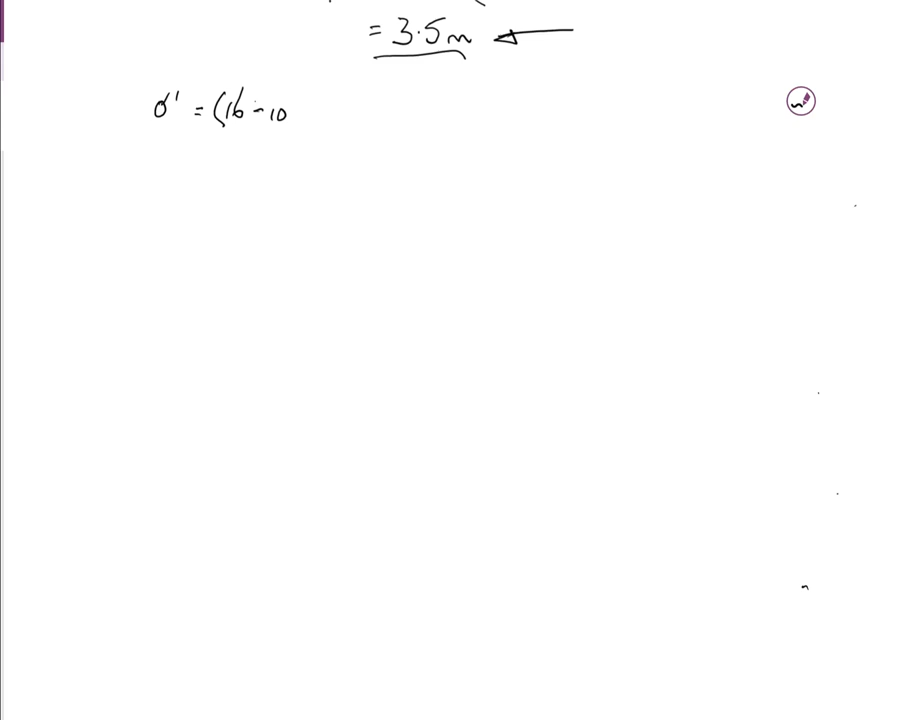 = 3.5m
σ' = (16 - 10